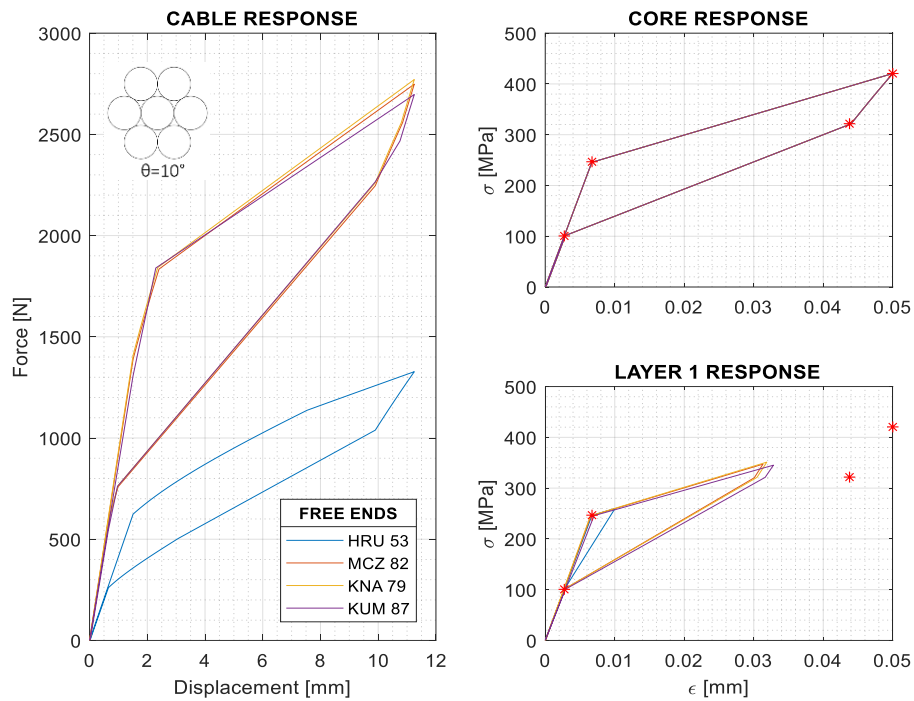 CABLE RESPONSE
3000
2500
2000
1500
1000
500
0
Force [N]
θ=10°
FREE ENDS
HRU 53
MCZ 82
KNA 79
KUM 87
0 2 4 6 8 10 12
Displacement [mm]
CORE RESPONSE
500
400
300
200
100
0
σ [MPa]
0 0.01 0.02 0.03 0.04 0.05
LAYER 1 RESPONSE
500
400
300
200
100
0
σ [MPa]
0 0.01 0.02 0.03 0.04 0.05
ϵ [mm]